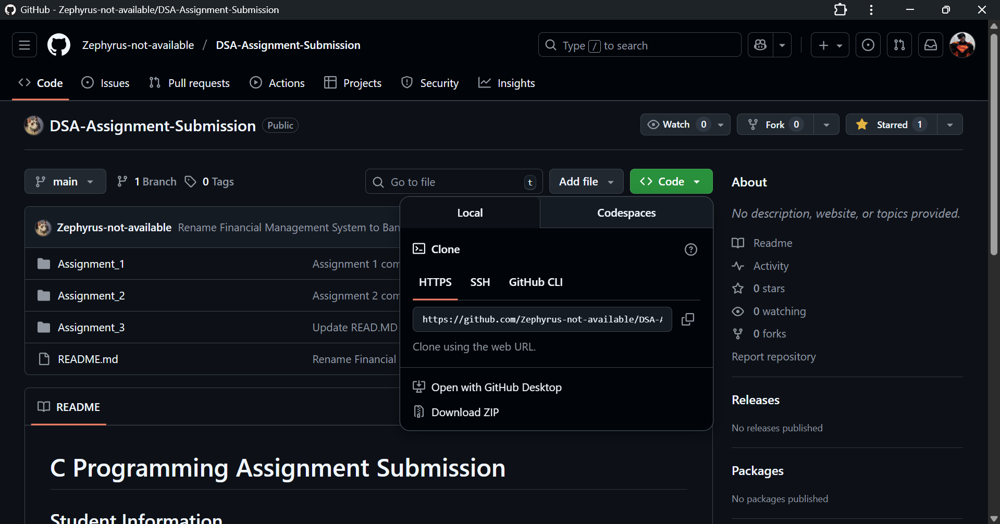 GitHub - Zephyrus-not-available/DSA-Assignment-Submission
Zephyrus-not-available / DSA-Assignment-Submission
Type / to search
Code Issues Pull requests Actions Projects Security Insights
DSA-Assignment-Submission Public
Watch 0 Fork 0 Starred 1
main 1 Branch 0 Tags
Go to file t
Add file
Code
Local Codespaces
Clone
HTTPS SSH GitHub CLI
https://github.com/Zephyrus-not-available/DSA-
Clone using the web URL.
Open with GitHub Desktop
Download ZIP
Zephyrus-not-available Rename Financial Management System to Ban
Assignment_1 Assignment 1 com
Assignment_2 Assignment 2 com
Assignment_3 Update READ.MD
README.md Rename Financial
README
C Programming Assignment Submission
Student Information
About
No description, website, or topics provided.
Readme
Activity
0 stars
0 watching
0 forks
Report repository
Releases
No releases published
Packages
No packages published